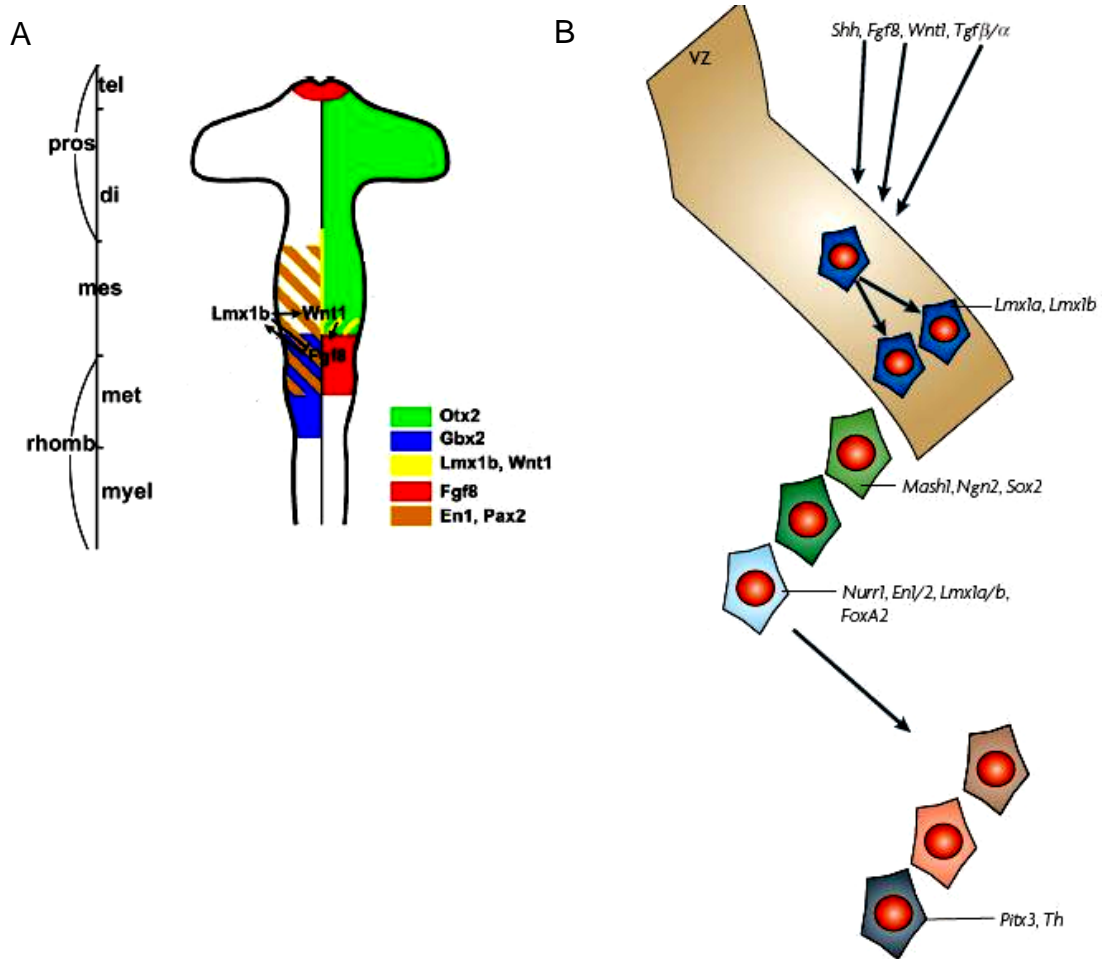 A
tel
pros
di
mes
met
rhomb
myel
Lmx1b Wnt1
Fgf8
Otx2
Gbx2
Lmx1b, Wnt1
Fgf8
En1, Pax2
B
Shh, Fgf8, Wnt1, Tgfβ/α
VZ
Lmx1a, Lmx1b
Mash1, Ngn2, Sox2
Nurr1, En1/2, Lmx1a/b,
FoxA2
Pitx3, Th